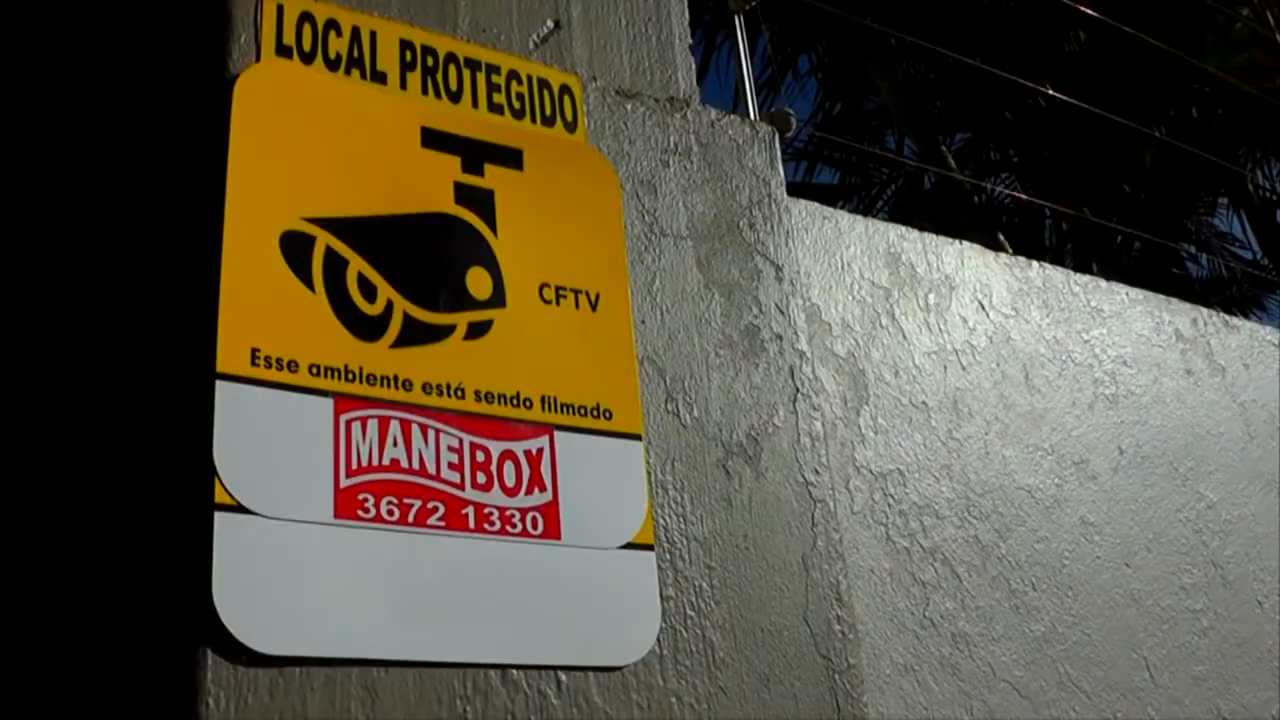 LOCAL PROTEGIDO
CFTV
Esse ambiente está sendo filmado
MANEBOX
3672 1330